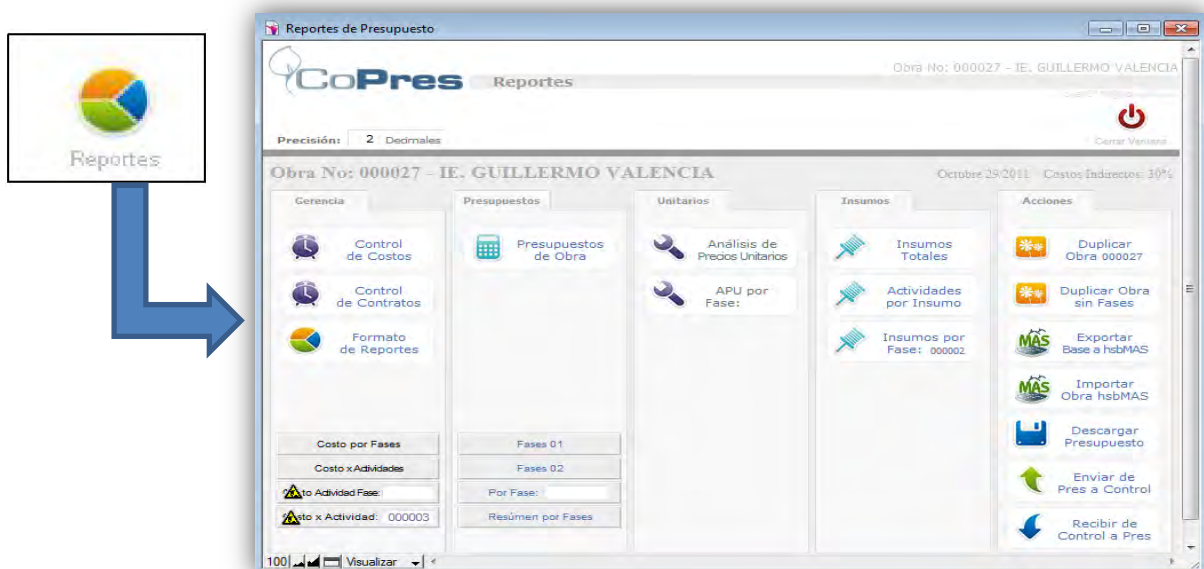 Reportes
Reportes de Presupuesto
CoPres Reportes
Obra No: 000027 - IE. GUILLERMO VALENCIA
Cerrar Ventana
Precisión: 2 Decimales
Obra No: 000027 - IE. GUILLERMO VALENCIA
Octubre 29/2011 Costos Indirectos: 30%
Gerencia
Control
de Costos
Control
de Contratos
Formato
de Reportes
Costo por Fases
Costo x Actividades
to Actividad Fase:
sto x Actividad: 000003
Presupuestos
Presupuestos
de Obra
Fases 01
Fases 02
Por Fase:
Resúmen por Fases
Unitarios
Análisis de
Precios Unitarios
APU por
Fase:
Insumos
Insumos
Totales
Actividades
por Insumo
Insumos por
Fase: 000002
Acciones
Duplicar
Obra 000027
Duplicar Obra
sin Fases
MAS
Exportar
Base a hsbMAS
MAS
Importar
Obra hsbMAS
Descargar
Presupuesto
Enviar de
Pres a Control
Recibir de
Control a Pres
100 Visualizar